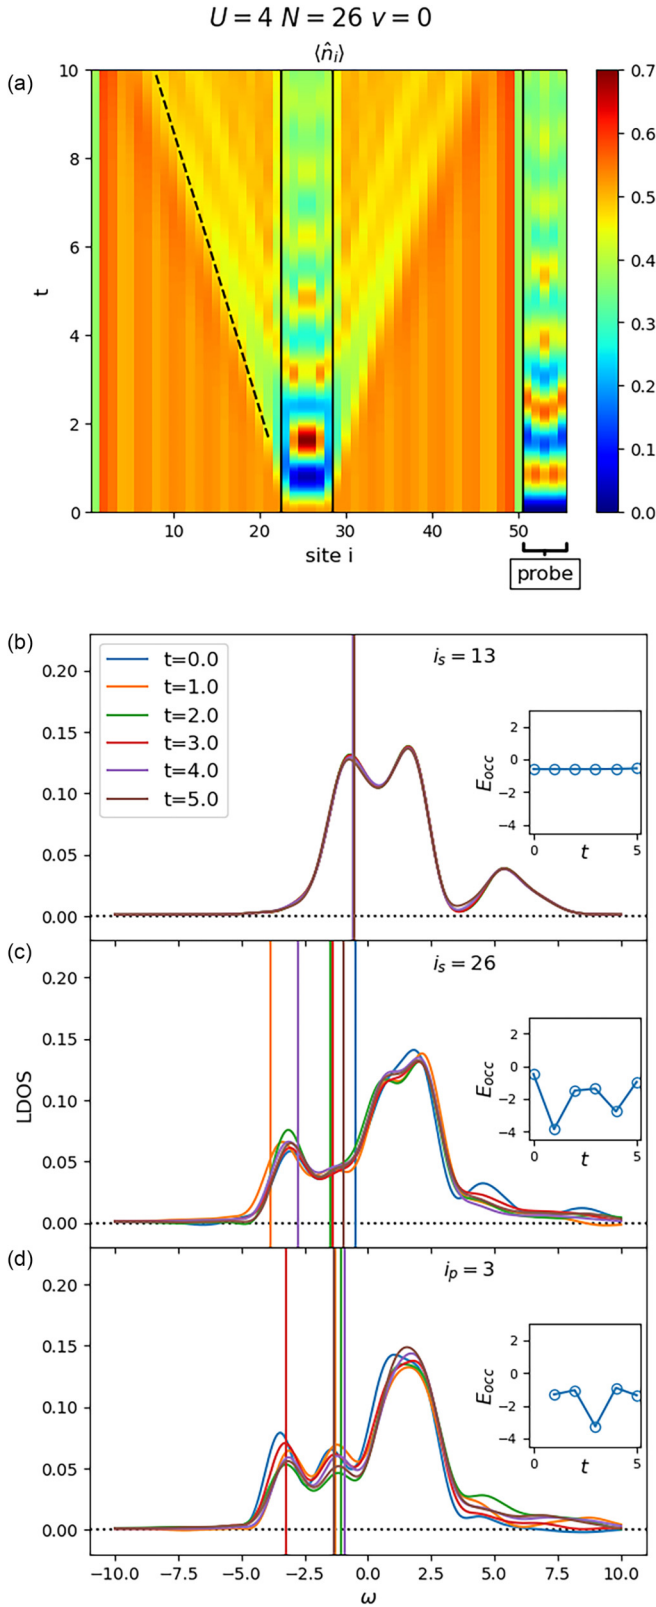 U = 4 N = 26 v = 0
⟨n̂ᵢ⟩
(a)
10
8
6
4
2
0
t
10
20
30
40
50
site i
probe
0.7
0.6
0.5
0.4
0.3
0.2
0.1
0.0
(b)
0.20
0.15
0.10
0.05
0.00
t=0.0
t=1.0
t=2.0
t=3.0
t=4.0
t=5.0
iₛ = 13
2
0
−2
−4
E_occ
0
5
t
(c)
0.20
0.15
0.10
0.05
0.00
LDOS
iₛ = 26
2
0
−2
−4
E_occ
0
5
t
(d)
0.20
0.15
0.10
0.05
0.00
iₚ = 3
2
0
−2
−4
E_occ
0
5
t
−10.0
−7.5
−5.0
−2.5
0.0
2.5
5.0
7.5
10.0
ω